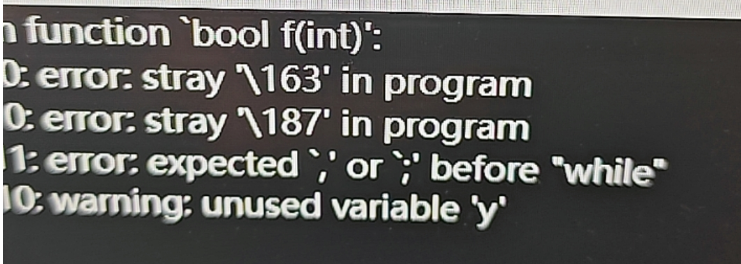 function `bool f(int)':
0: error: stray '\163' in program
0: error: stray '\187' in program
1: error: expected `,' or `;' before "while"
10: warning: unused variable 'y'